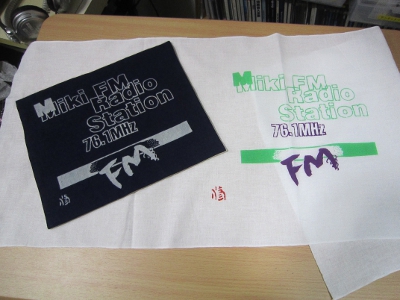 Miki FM
Radio
Station
76.1MHz
FM
Miki FM
Radio
Station
76.1MHz
FM